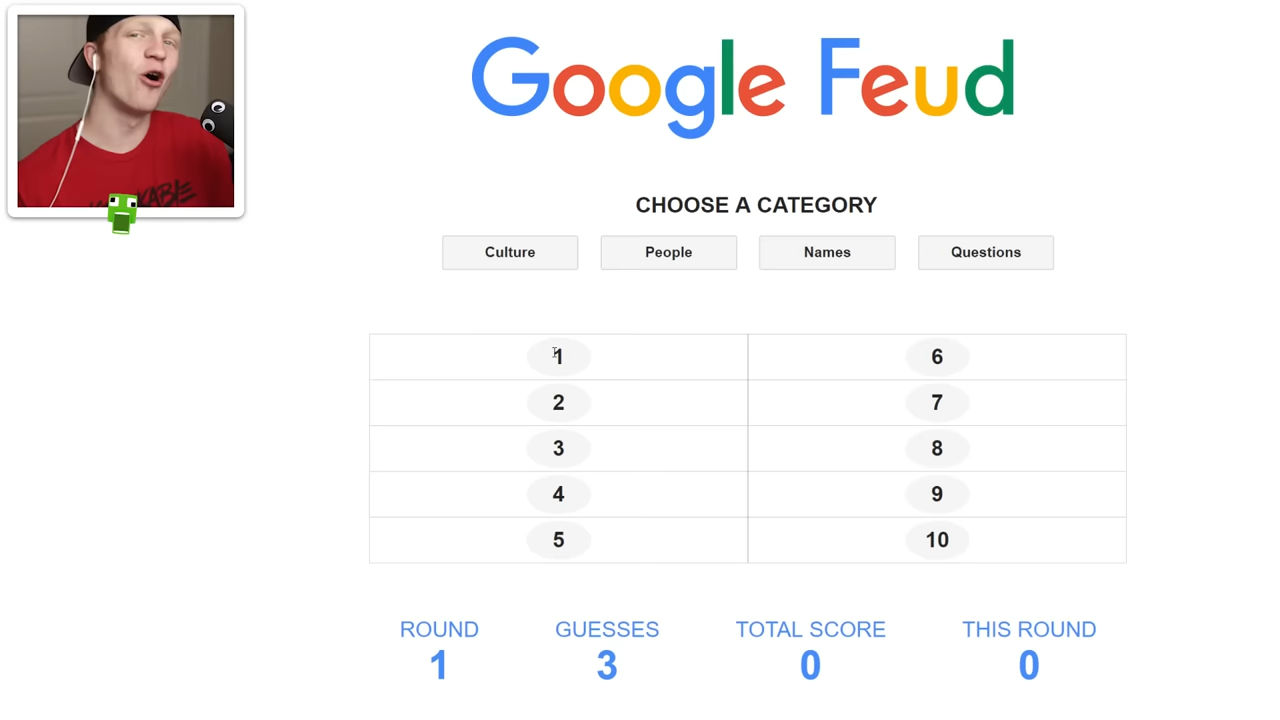 Google Feud
CHOOSE A CATEGORY
Culture People Names Questions
1 6
2 7
3 8
4 9
5 10
ROUND GUESSES TOTAL SCORE THIS ROUND
1 3 0 0